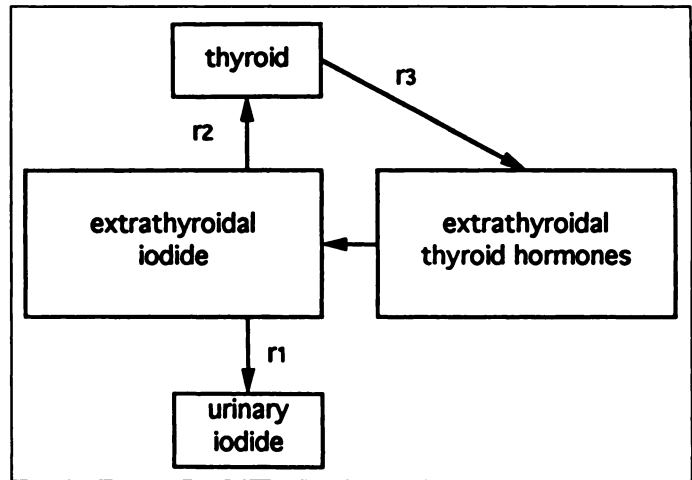 thyroid
r3
r2
extrathyroidal
iodide
extrathyroidal
thyroid hormones
r1
urinary
iodide